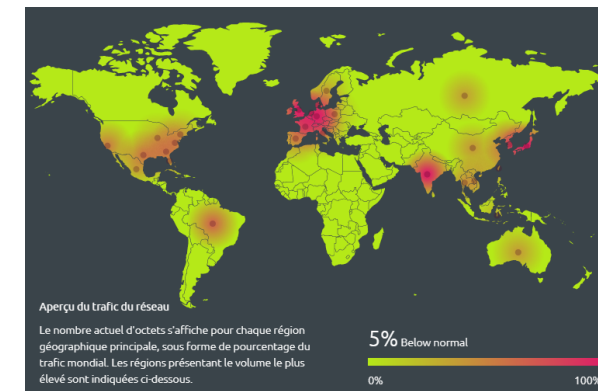 Aperçu du trafic du réseau
Le nombre actuel d'octets s'affiche pour chaque région
géographique principale, sous forme de pourcentage du
trafic mondial. Les régions présentant le volume le plus
élevé sont indiquées ci-dessous.
5% Below normal
0% 100%